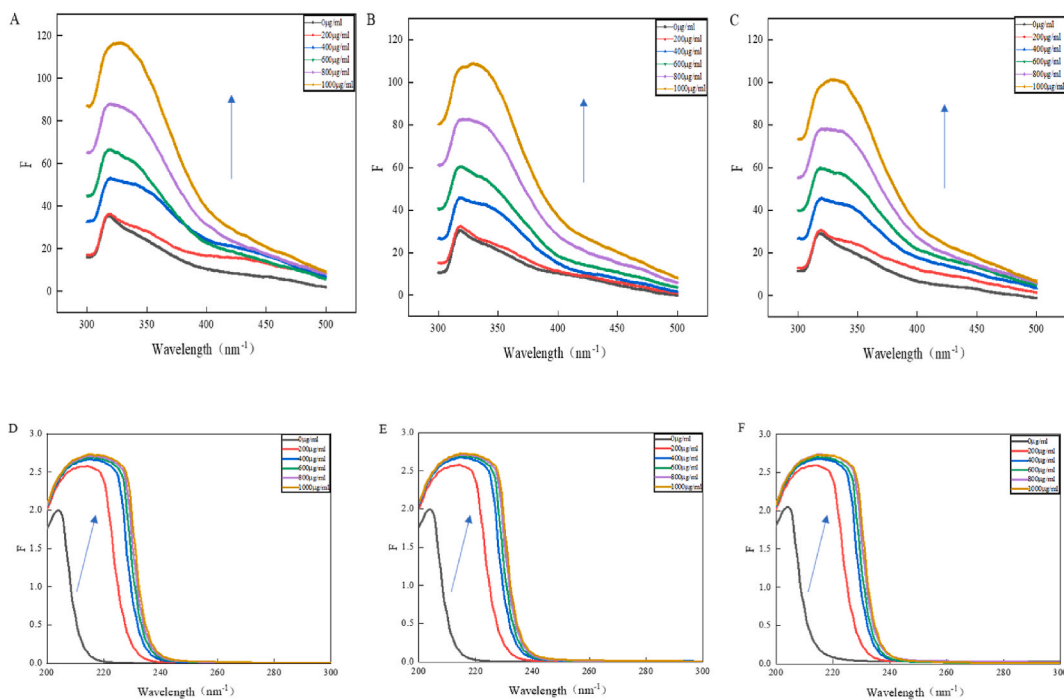 A
0μg/ml
200μg/ml
400μg/ml
600μg/ml
800μg/ml
1000μg/ml
F
120
100
80
60
40
20
0
300 350 400 450 500
Wavelength（nm-1）
B
0μg/ml
200μg/ml
400μg/ml
600μg/ml
800μg/ml
1000μg/ml
F
120
100
80
60
40
20
0
300 350 400 450 500
Wavelength（nm-1）
C
0μg/ml
200μg/ml
400μg/ml
600μg/ml
800μg/ml
1000μg/ml
F
120
100
80
60
40
20
0
300 350 400 450 500
Wavelength（nm-1）
D
0μg/ml
200μg/ml
400μg/ml
600μg/ml
800μg/ml
1000μg/ml
F
3.0
2.5
2.0
1.5
1.0
0.5
0.0
200 220 240 260 280 300
Wavelength（nm-1）
E
0μg/ml
200μg/ml
400μg/ml
600μg/ml
800μg/ml
1000μg/ml
F
3.0
2.5
2.0
1.5
1.0
0.5
0.0
200 220 240 260 280 300
Wavelength（nm-1）
F
0μg/ml
200μg/ml
400μg/ml
600μg/ml
800μg/ml
1000μg/ml
F
3.0
2.5
2.0
1.5
1.0
0.5
0.0
200 220 240 260 280 300
Wavelength（nm-1）